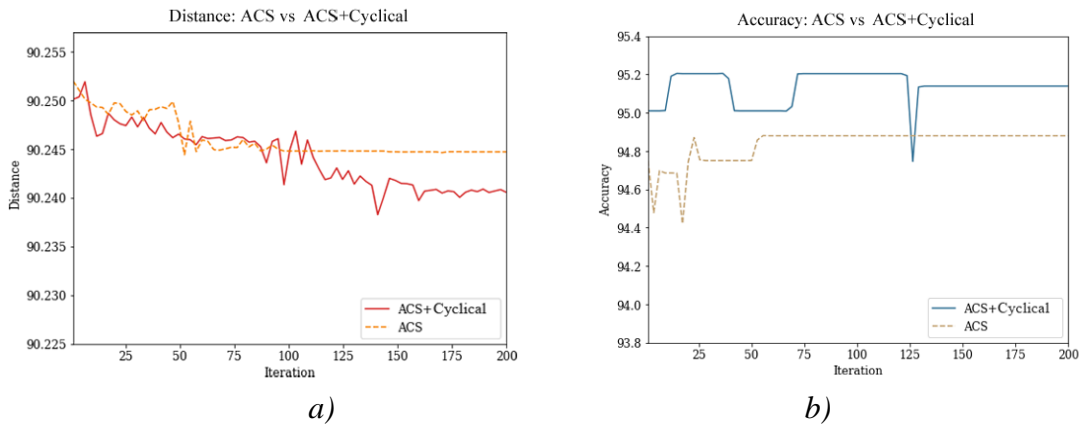 Distance: ACS vs ACS+Cyclical
90.255
90.250
90.245
90.240
90.235
90.230
90.225
Distance
25 50 75 100 125 150 175 200
Iteration
ACS+Cyclical
ACS
a)
Accuracy: ACS vs ACS+Cyclical
95.4
95.2
95.0
94.8
94.6
94.4
94.2
94.0
93.8
Accuracy
25 50 75 100 125 150 175 200
Iteration
ACS+Cyclical
ACS
b)